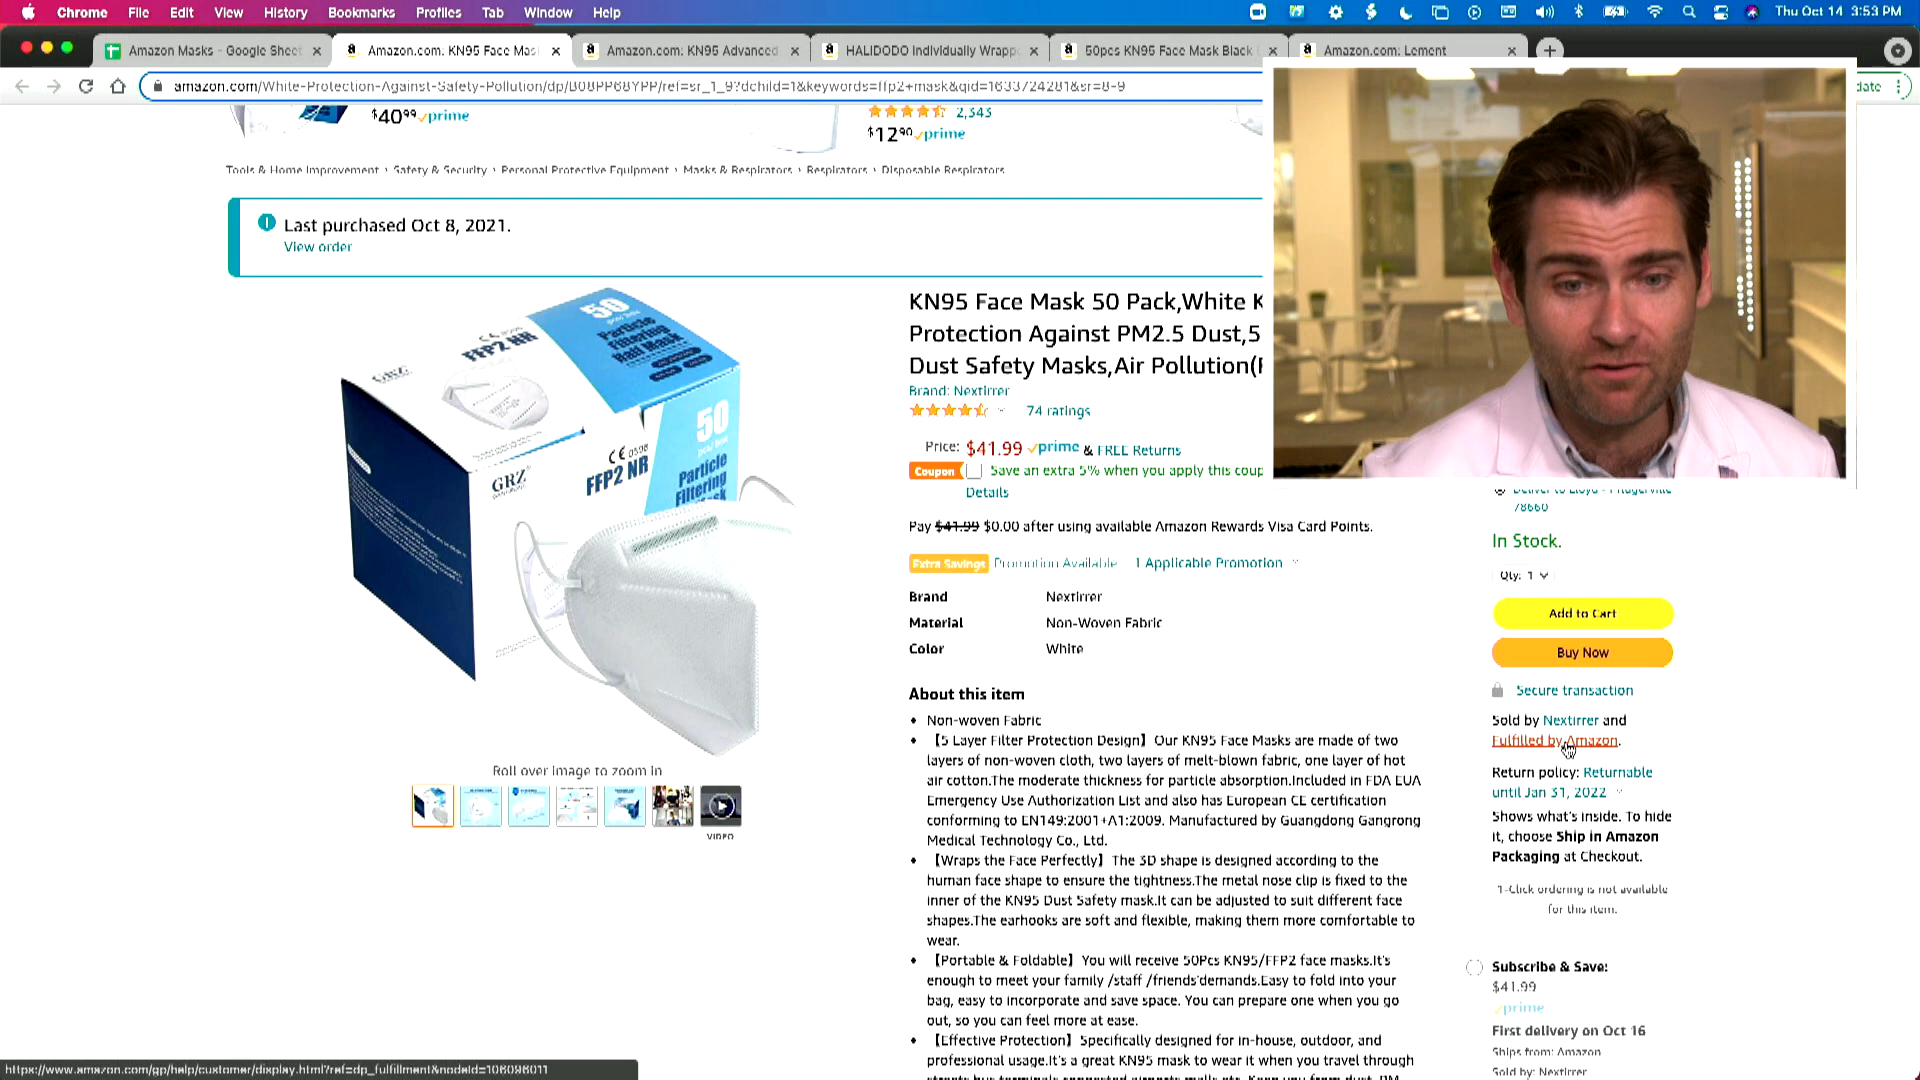 Chrome File Edit View History Bookmarks Profiles Tab Window Help
Thu Oct 14 3:53 PM
Amazon Masks - Google Sheet
Amazon.com: KN95 Face Mas
Amazon.com: KN95 Advanced
HALIDODO Individually Wrapp
50pcs KN95 Face Mask Black
Amazon.com: Lement
amazon.com/White-Protection-Against-Safety-Pollution/dp/B08PP68YPP/ref=sr_1_9?dchild=1&keywords=ffp2+mask&qid=1633724281&sr=8-9
date
$40.99 prime
2,343
$12.90 prime
Tools & Home Improvement › Safety & Security › Personal Protective Equipment › Masks & Respirators › Respirators › Disposable Respirators
Last purchased Oct 8, 2021.
View order
KN95 Face Mask 50 Pack,White K
Protection Against PM2.5 Dust,5
Dust Safety Masks,Air Pollution(
Brand: Nextirrer
74 ratings
Price: $41.99 prime & FREE Returns
Coupon Save an extra 5% when you apply this coup
Details
Pay $41.99 $0.00 after using available Amazon Rewards Visa Card Points.
Extra Savings Promotion Available 1 Applicable Promotion
Brand Nextirrer
Material Non-Woven Fabric
Color White
About this item
• Non-woven Fabric
• 【5 Layer Filter Protection Design】Our KN95 Face Masks are made of two
layers of non-woven cloth, two layers of melt-blown fabric, one layer of hot
air cotton.The moderate thickness for particle absorption.Included in FDA EUA
Emergency Use Authorization List and also has European CE certification
conforming to EN149:2001+A1:2009. Manufactured by Guangdong Gangrong
Medical Technology Co., Ltd.
• 【Wraps the Face Perfectly】The 3D shape is designed according to the
human face shape to ensure the tightness.The metal nose clip is fixed to the
inner of the KN95 Dust Safety mask.It can be adjusted to suit different face
shapes.The earhooks are soft and flexible, making them more comfortable to
wear.
• 【Portable & Foldable】You will receive 50Pcs KN95/FFP2 face masks.It's
enough to meet your family /staff /friends'demands.Easy to fold into your
bag, easy to incorporate and save space. You can prepare one when you go
out, so you can feel more at ease.
• 【Effective Protection】Specifically designed for in-house, outdoor, and
professional usage.It's a great KN95 mask to wear it when you travel through
50
Particle
Filtering
Half Mask
CE
FFP2 NR
GRZ
50
CE 0598
FFP2 NR
GRZ
Particle
Filtering
Roll over image to zoom in
VIDEO
Deliver to Lloyd - Pflugerville
78660
In Stock.
Qty: 1
Add to Cart
Buy Now
Secure transaction
Sold by Nextirrer and
Fulfilled by Amazon.
Return policy: Returnable
until Jan 31, 2022
Shows what's inside. To hide
it, choose Ship in Amazon
Packaging at Checkout.
1-Click ordering is not available
for this item.
Subscribe & Save:
$41.99
prime
First delivery on Oct 16
Ships from: Amazon
Sold by: Nextirrer
https://www.amazon.com/gp/help/customer/display.html?ref=dp_fulfillment&nodeId=106096011